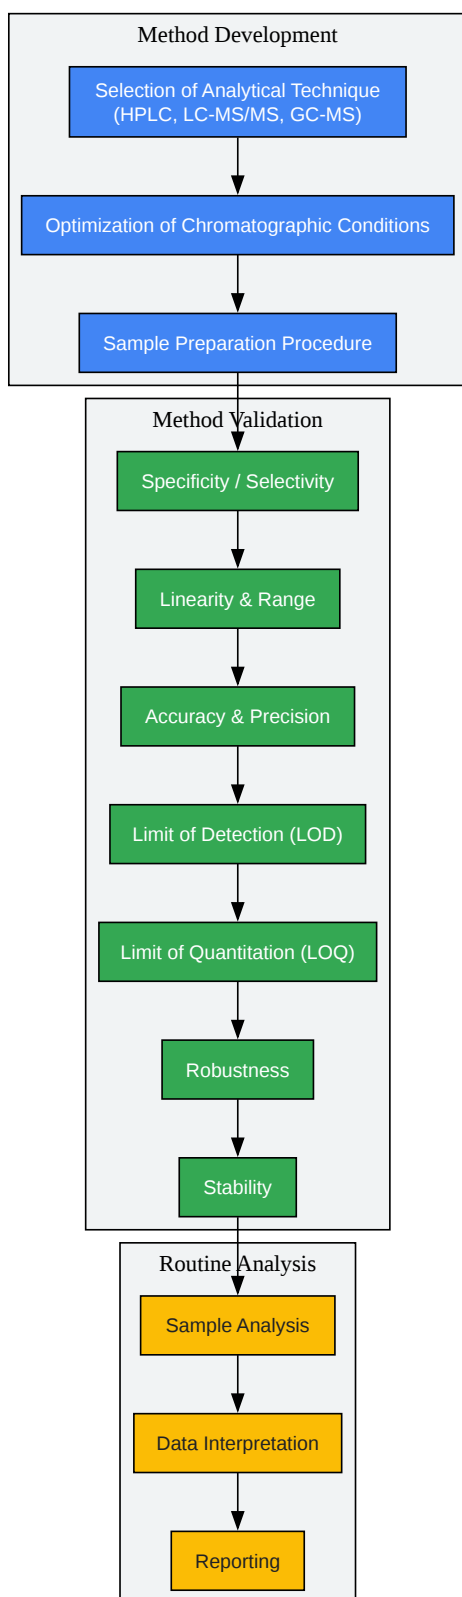 Method Development
Selection of Analytical Technique
(HPLC, LC-MS/MS, GC-MS)
Optimization of Chromatographic Conditions
Sample Preparation Procedure
Method Validation
Specificity / Selectivity
Linearity & Range
Accuracy & Precision
Limit of Detection (LOD)
Limit of Quantitation (LOQ)
Robustness
Stability
Routine Analysis
Sample Analysis
Data Interpretation
Reporting